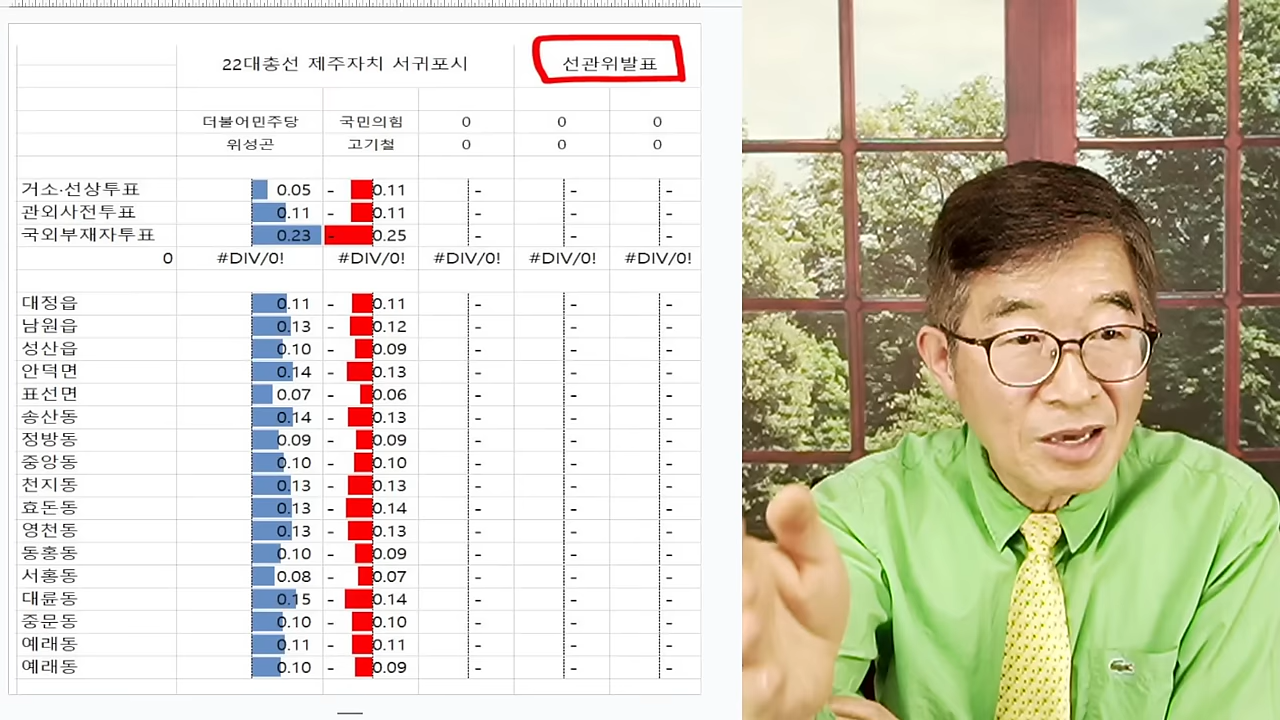 22대총선 제주자치 서귀포시 선관위발표
더불어민주당 국민의힘 0 0 0
위성곤 고기철 0 0 0
거소·선상투표 0.05 - 0.11 - - -
관외사전투표 0.11 - 0.11 - - -
국외부재자투표 0.23 - 0.25 - - -
0 #DIV/0! #DIV/0! #DIV/0! #DIV/0! #DIV/0!
대정읍 0.11 - 0.11 - - -
남원읍 0.13 - 0.12 - - -
성산읍 0.10 - 0.09 - - -
안덕면 0.14 - 0.13 - - -
표선면 0.07 - 0.06 - - -
송산동 0.14 - 0.13 - - -
정방동 0.09 - 0.09 - - -
중앙동 0.10 - 0.10 - - -
천지동 0.13 - 0.13 - - -
효돈동 0.13 - 0.14 - - -
영천동 0.13 - 0.13 - - -
동홍동 0.10 - 0.09 - - -
서홍동 0.08 - 0.07 - - -
대륜동 0.15 - 0.14 - - -
중문동 0.10 - 0.10 - - -
예래동 0.11 - 0.11 - - -
예래동 0.10 - 0.09 - - -